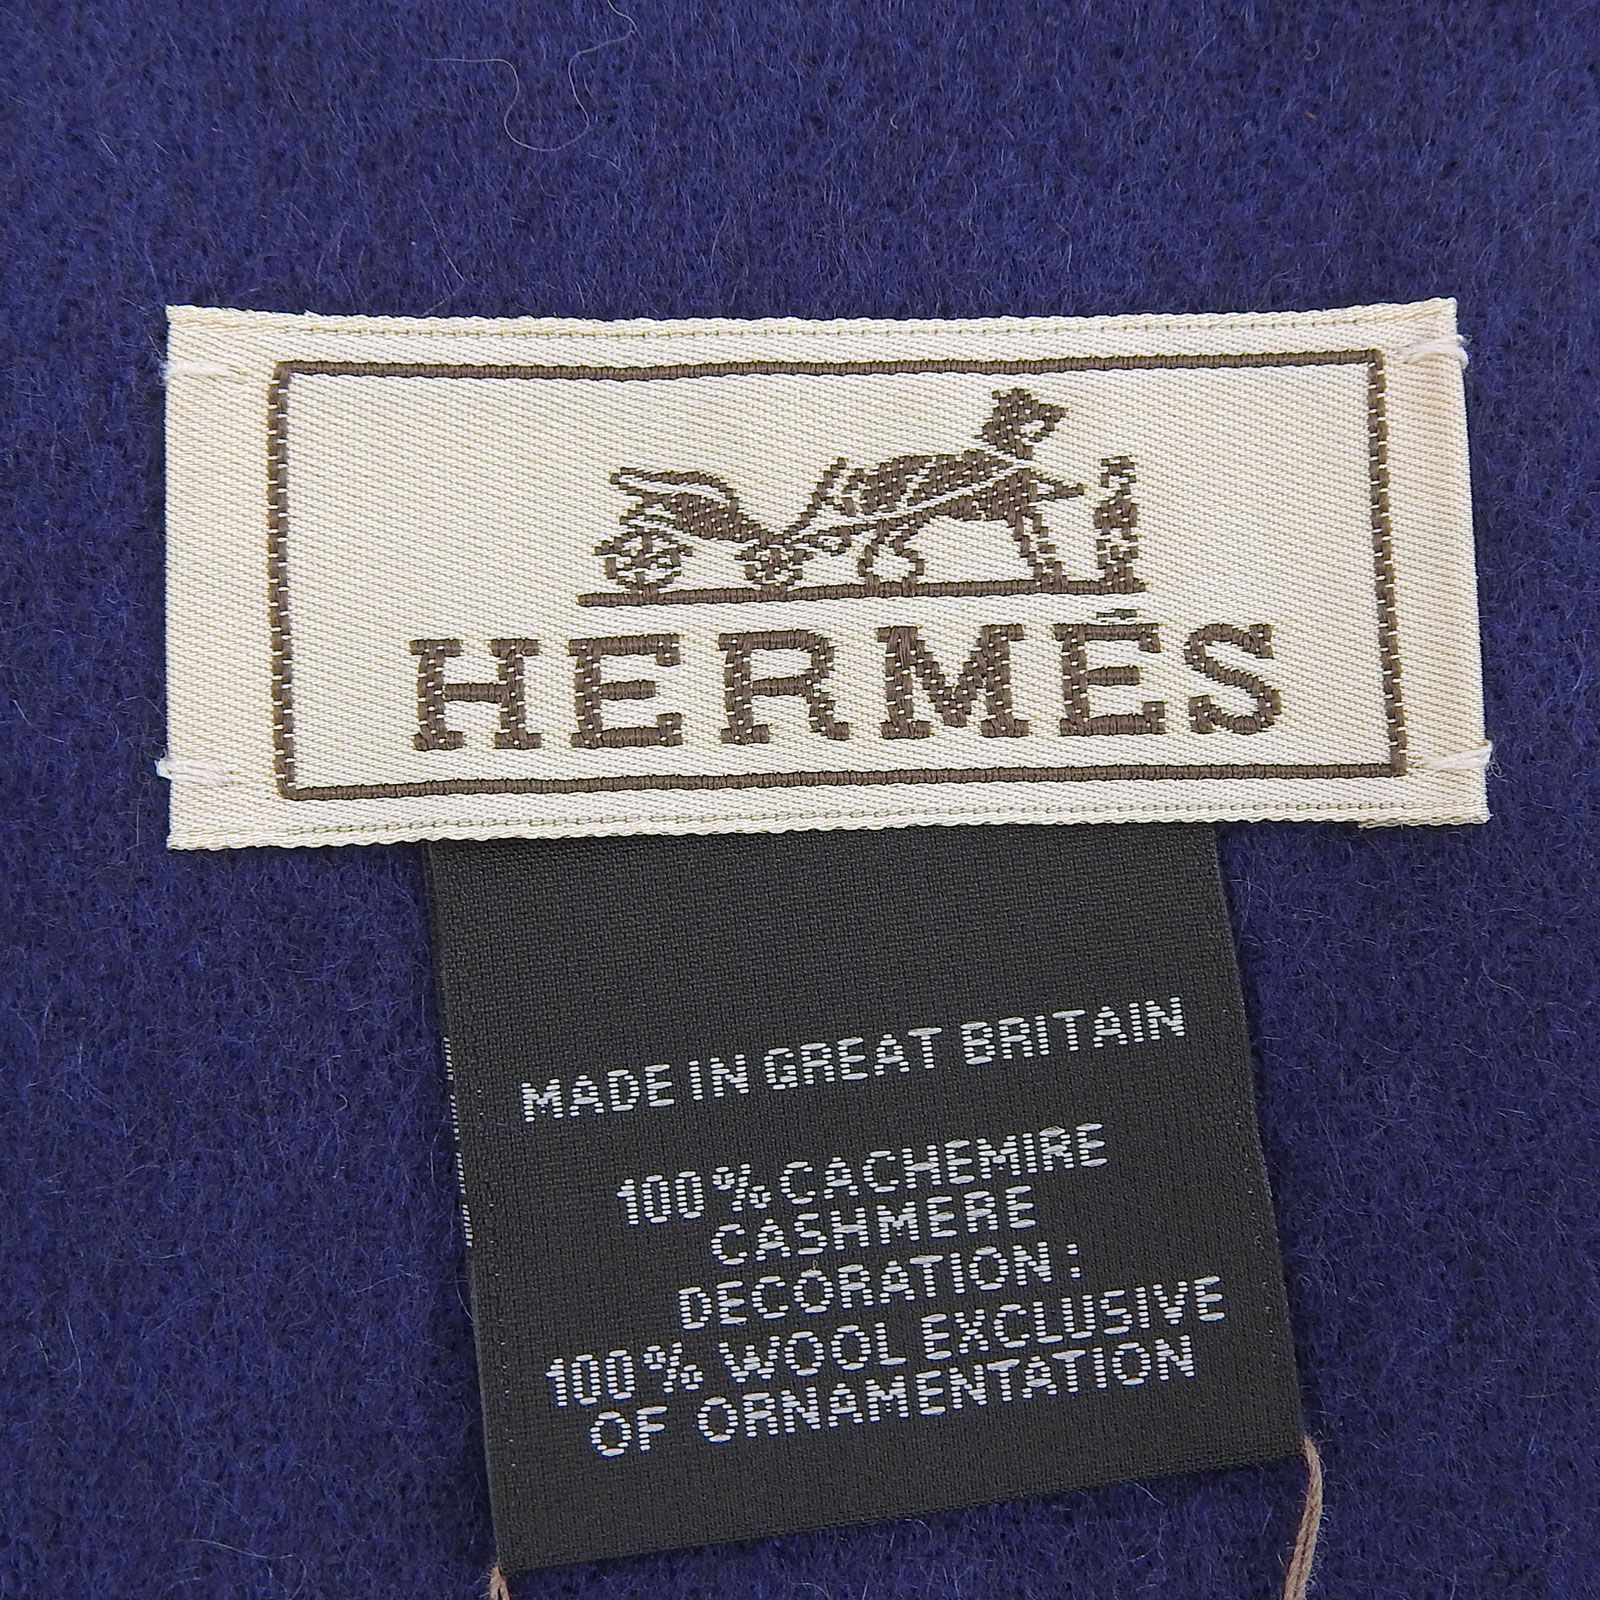 HERMÈS
MADE IN GREAT BRITAIN
100% CACHEMIRE
CASHMERE
DECORATION:
100% WOOL EXCLUSIVE
OF ORNAMENTATION